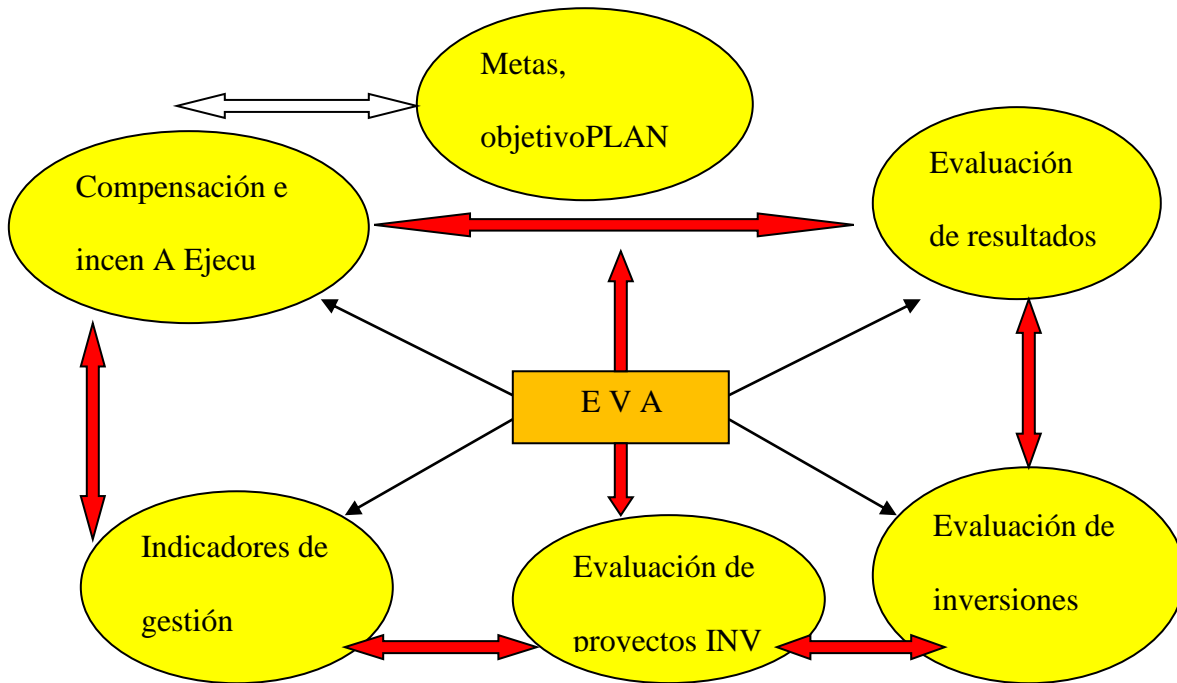 Metas,
objetivoPLAN
Compensación e
incen A Ejecu
Evaluación
de resultados
E V A
Indicadores de
gestión
Evaluación de
proyectos INV
Evaluación de
inversiones